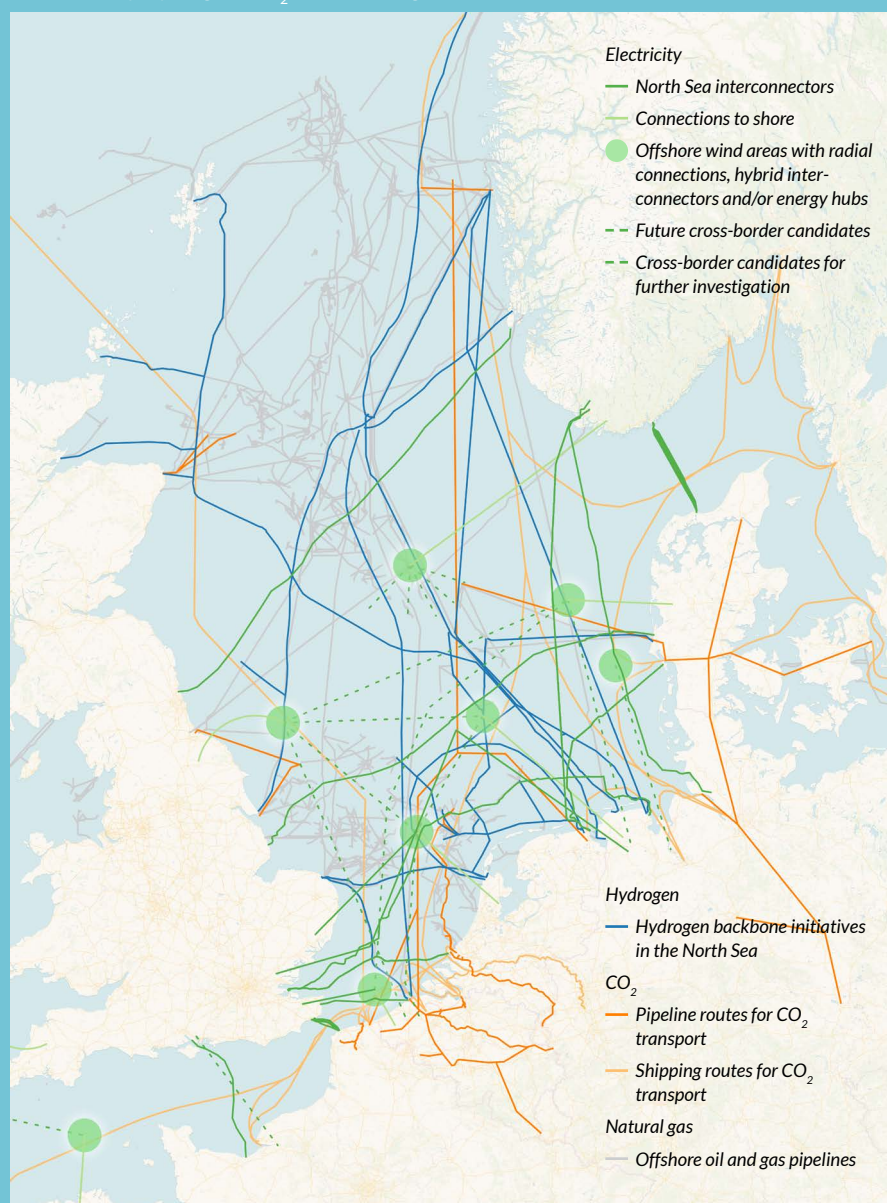 Electricity
North Sea interconnectors
Connections to shore
Offshore wind areas with radial
connections, hybrid inter-
connectors and/or energy hubs
Future cross-border candidates
Cross-border candidates for
further investigation
Hydrogen
Hydrogen backbone initiatives
in the North Sea
CO2
Pipeline routes for CO2
transport
Shipping routes for CO2
transport
Natural gas
Offshore oil and gas pipelines